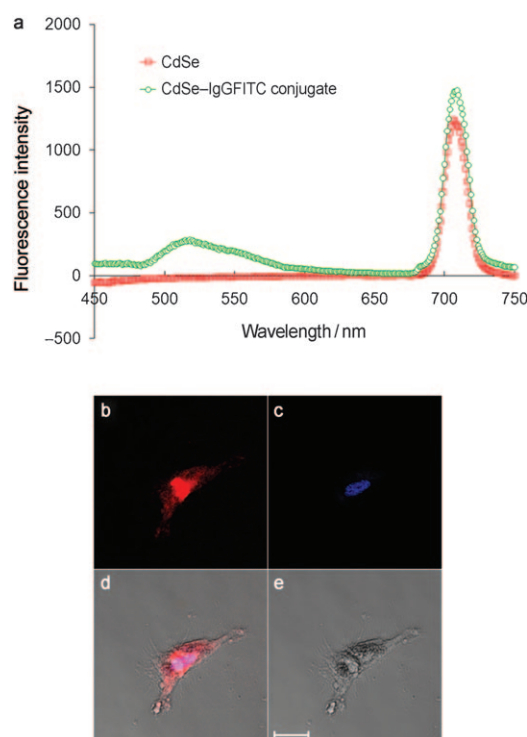 a
2000
1500
1000
500
0
–500
Fluorescence intensity
CdSe
CdSe–IgGFITC conjugate
450 500 550 600 650 700 750
Wavelength / nm
b
c
d
e